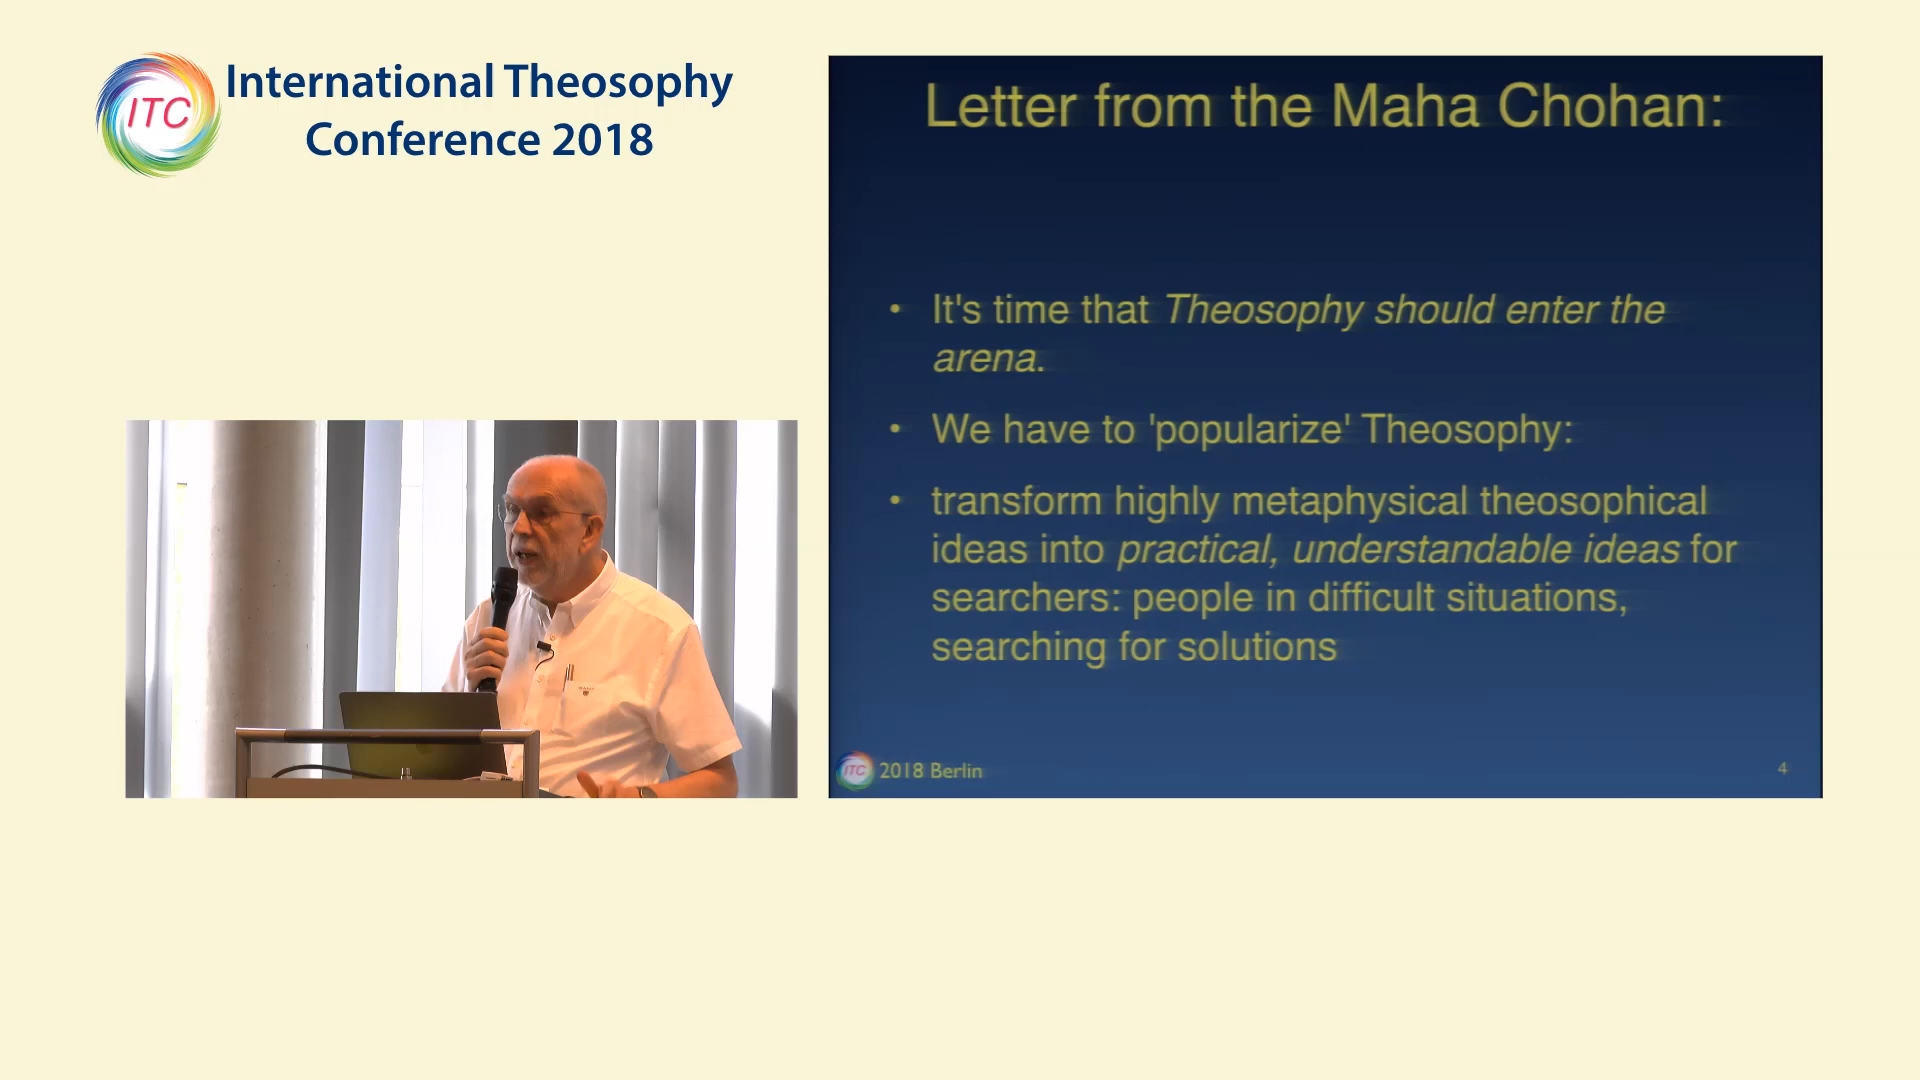 ITC
International Theosophy
Conference 2018
Letter from the Maha Chohan:
• It's time that Theosophy should enter the
arena.
• We have to 'popularize' Theosophy:
• transform highly metaphysical theosophical
ideas into practical, understandable ideas for
searchers: people in difficult situations,
searching for solutions
ITC 2018 Berlin
4